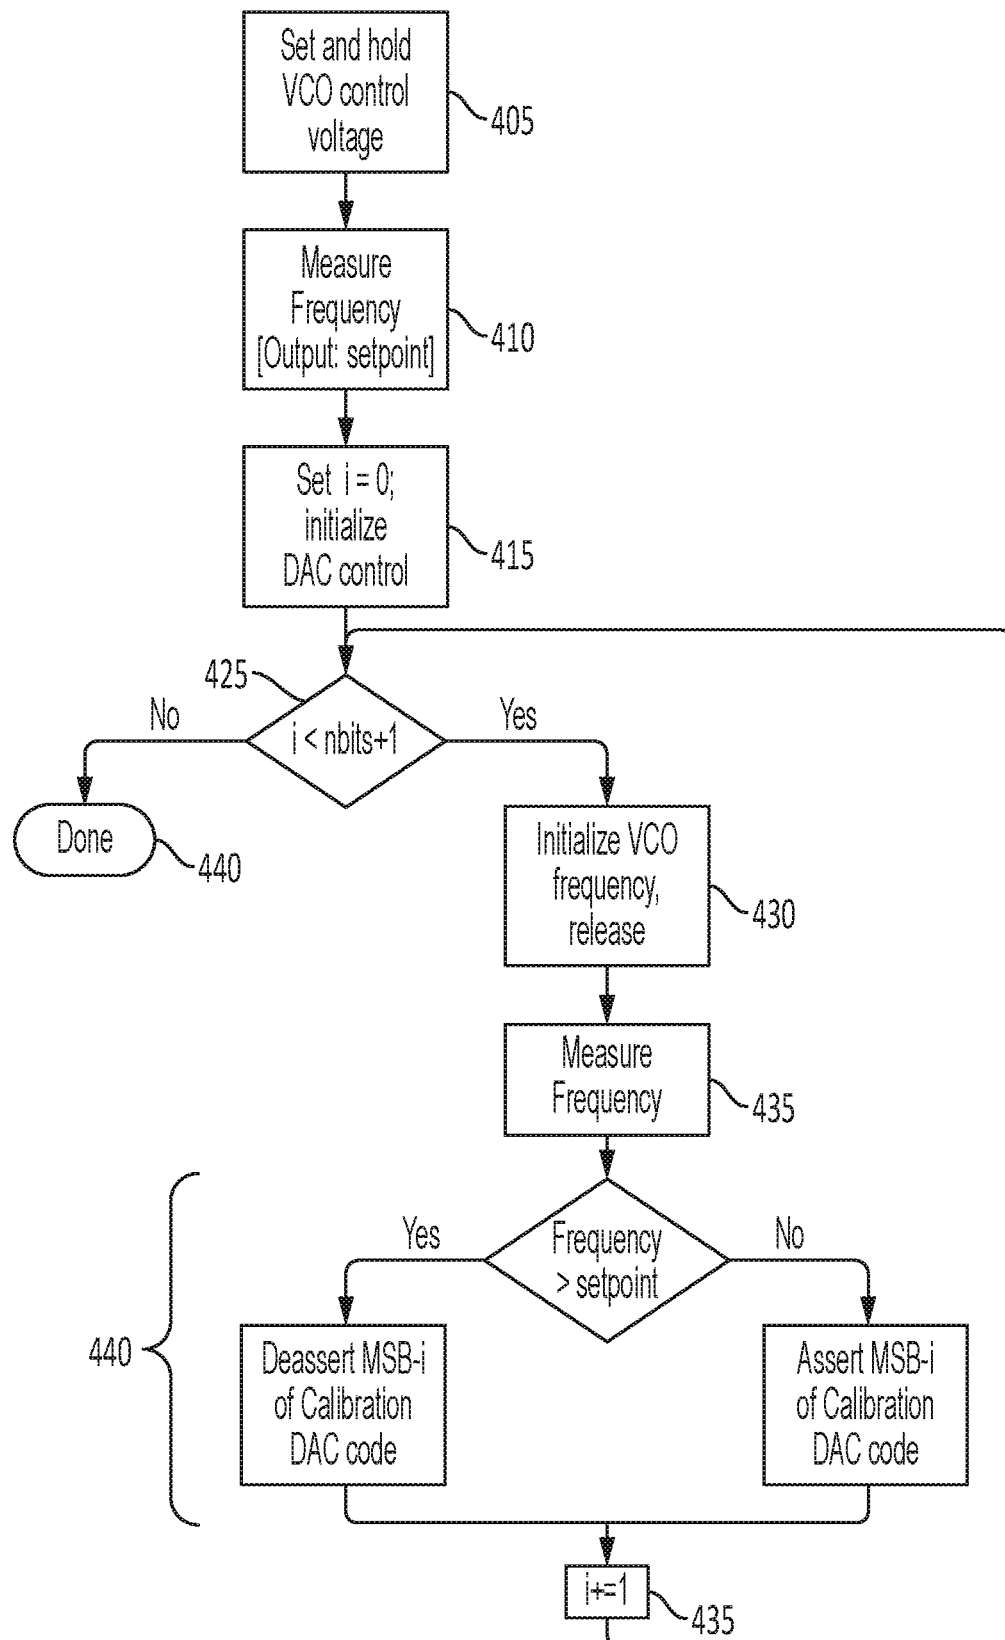 Set and hold
VCO control
voltage
405
Measure
Frequency
[Output: setpoint]
410
Set i = 0;
initialize
DAC control
415
425
No
i < nbits+1
Yes
Done
440
Initialize VCO
frequency,
release
430
Measure
Frequency
435
Yes
Frequency
> setpoint
No
440
Deassert MSB-i
of Calibration
DAC code
Assert MSB-i
of Calibration
DAC code
i+=1
435